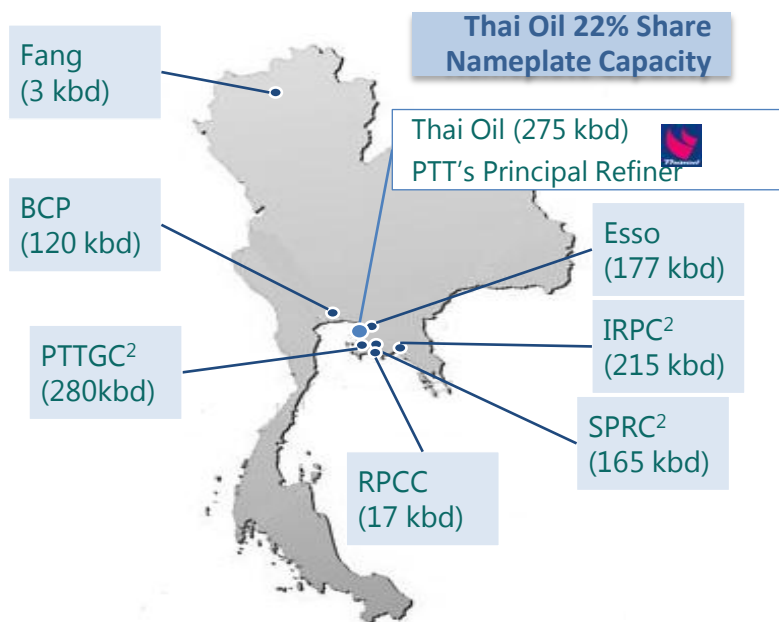 Thai Oil 22% Share
Nameplate Capacity
Fang
(3 kbd)
Thai Oil (275 kbd)
PTT's Principal Refiner
BCP
(120 kbd)
Esso
(177 kbd)
PTTGC²
(280kbd)
IRPC²
(215 kbd)
SPRC²
(165 kbd)
RPCC
(17 kbd)